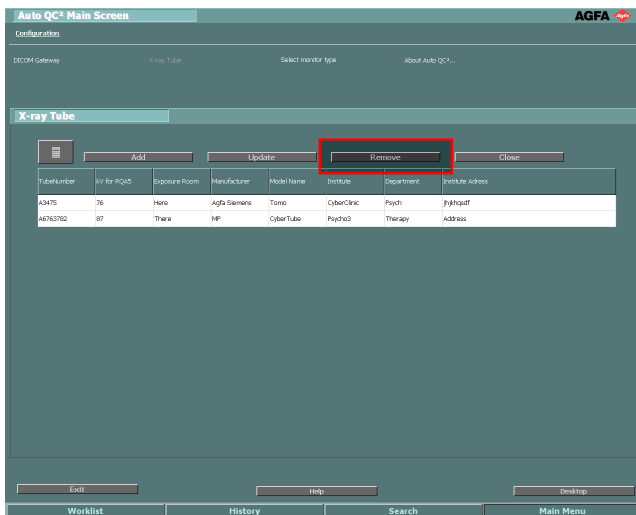 Auto QC² Main Screen
AGFA Agfa
Configuration
DICOM Gateway X-ray Tube Select monitor type About Auto QC²...
X-ray Tube
Add Update Remove Close
TubeNumber kV for RQA5 Exposure Room Manufacturer Model Name Institute Department Institute Adress
A3475 76 Here Agfa Siemens Tomo CyberClinic Psych jhjkhqsdf
A6763782 87 There MP CyberTube Psycho3 Therapy Address
Exit Help Desktop
Worklist History Search Main Menu